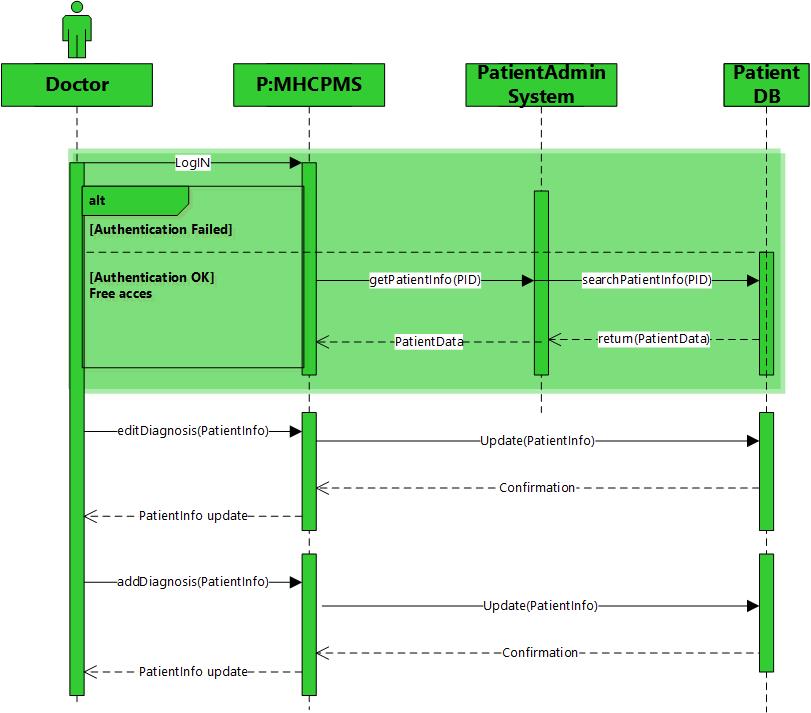 Doctor
P:MHCPMS
PatientAdmin
System
Patient
DB
LogIN
alt
[Authentication Failed]
[Authentication OK]
Free acces
getPatientInfo(PID)
searchPatientInfo(PID)
PatientData
return(PatientData)
editDiagnosis(PatientInfo)
Update(PatientInfo)
Confirmation
PatientInfo update
addDiagnosis(PatientInfo)
Update(PatientInfo)
Confirmation
PatientInfo update